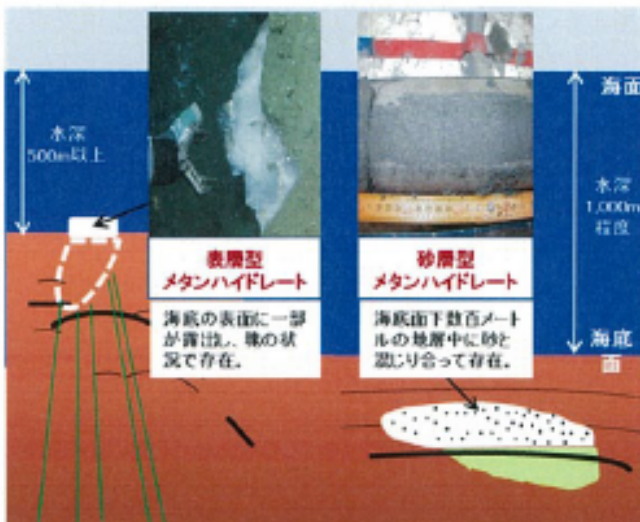 海面
水深
500m以上
水深
1,000m
程度
表層型
メタンハイドレート
海底の表面に一部
が露出し、塊の状
況で存在。
砂層型
メタンハイドレート
海底面下数百メート
ルの地層中に砂と
混じり合って存在。
海底
面